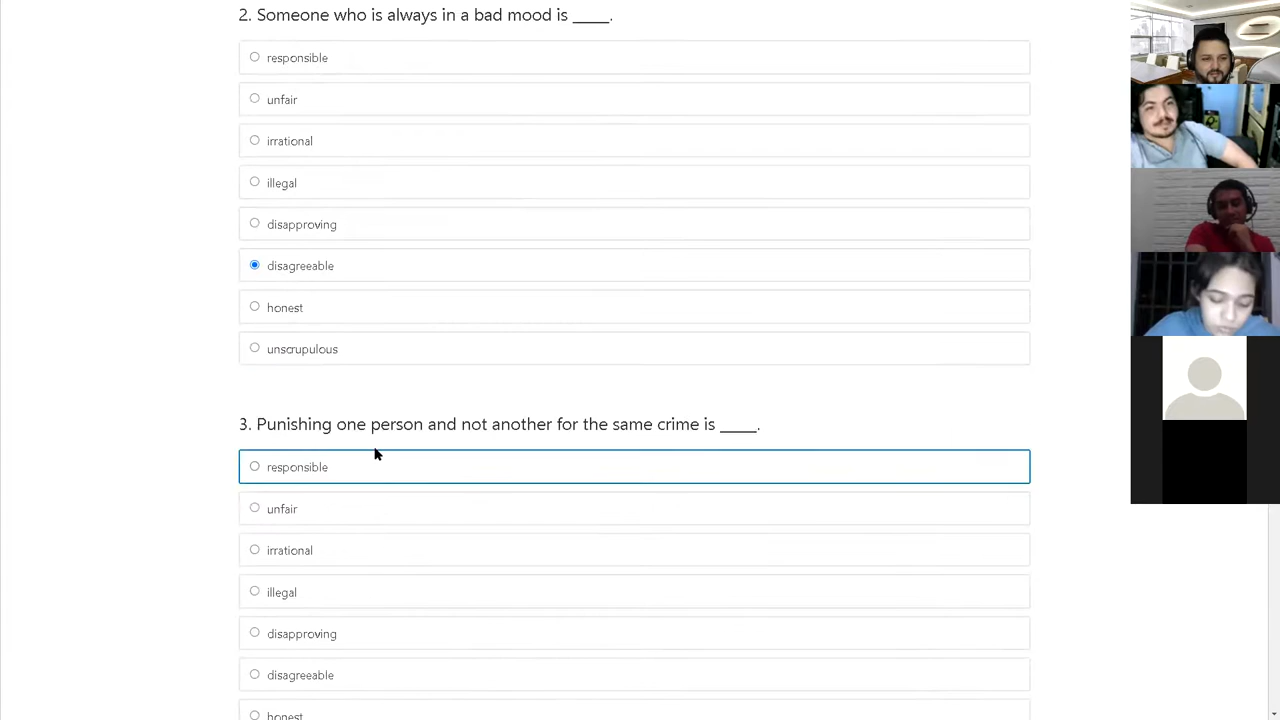 2. Someone who is always in a bad mood is _____.
responsible
unfair
irrational
illegal
disapproving
disagreeable
honest
unscrupulous
3. Punishing one person and not another for the same crime is _____.
responsible
unfair
irrational
illegal
disapproving
disagreeable
honest